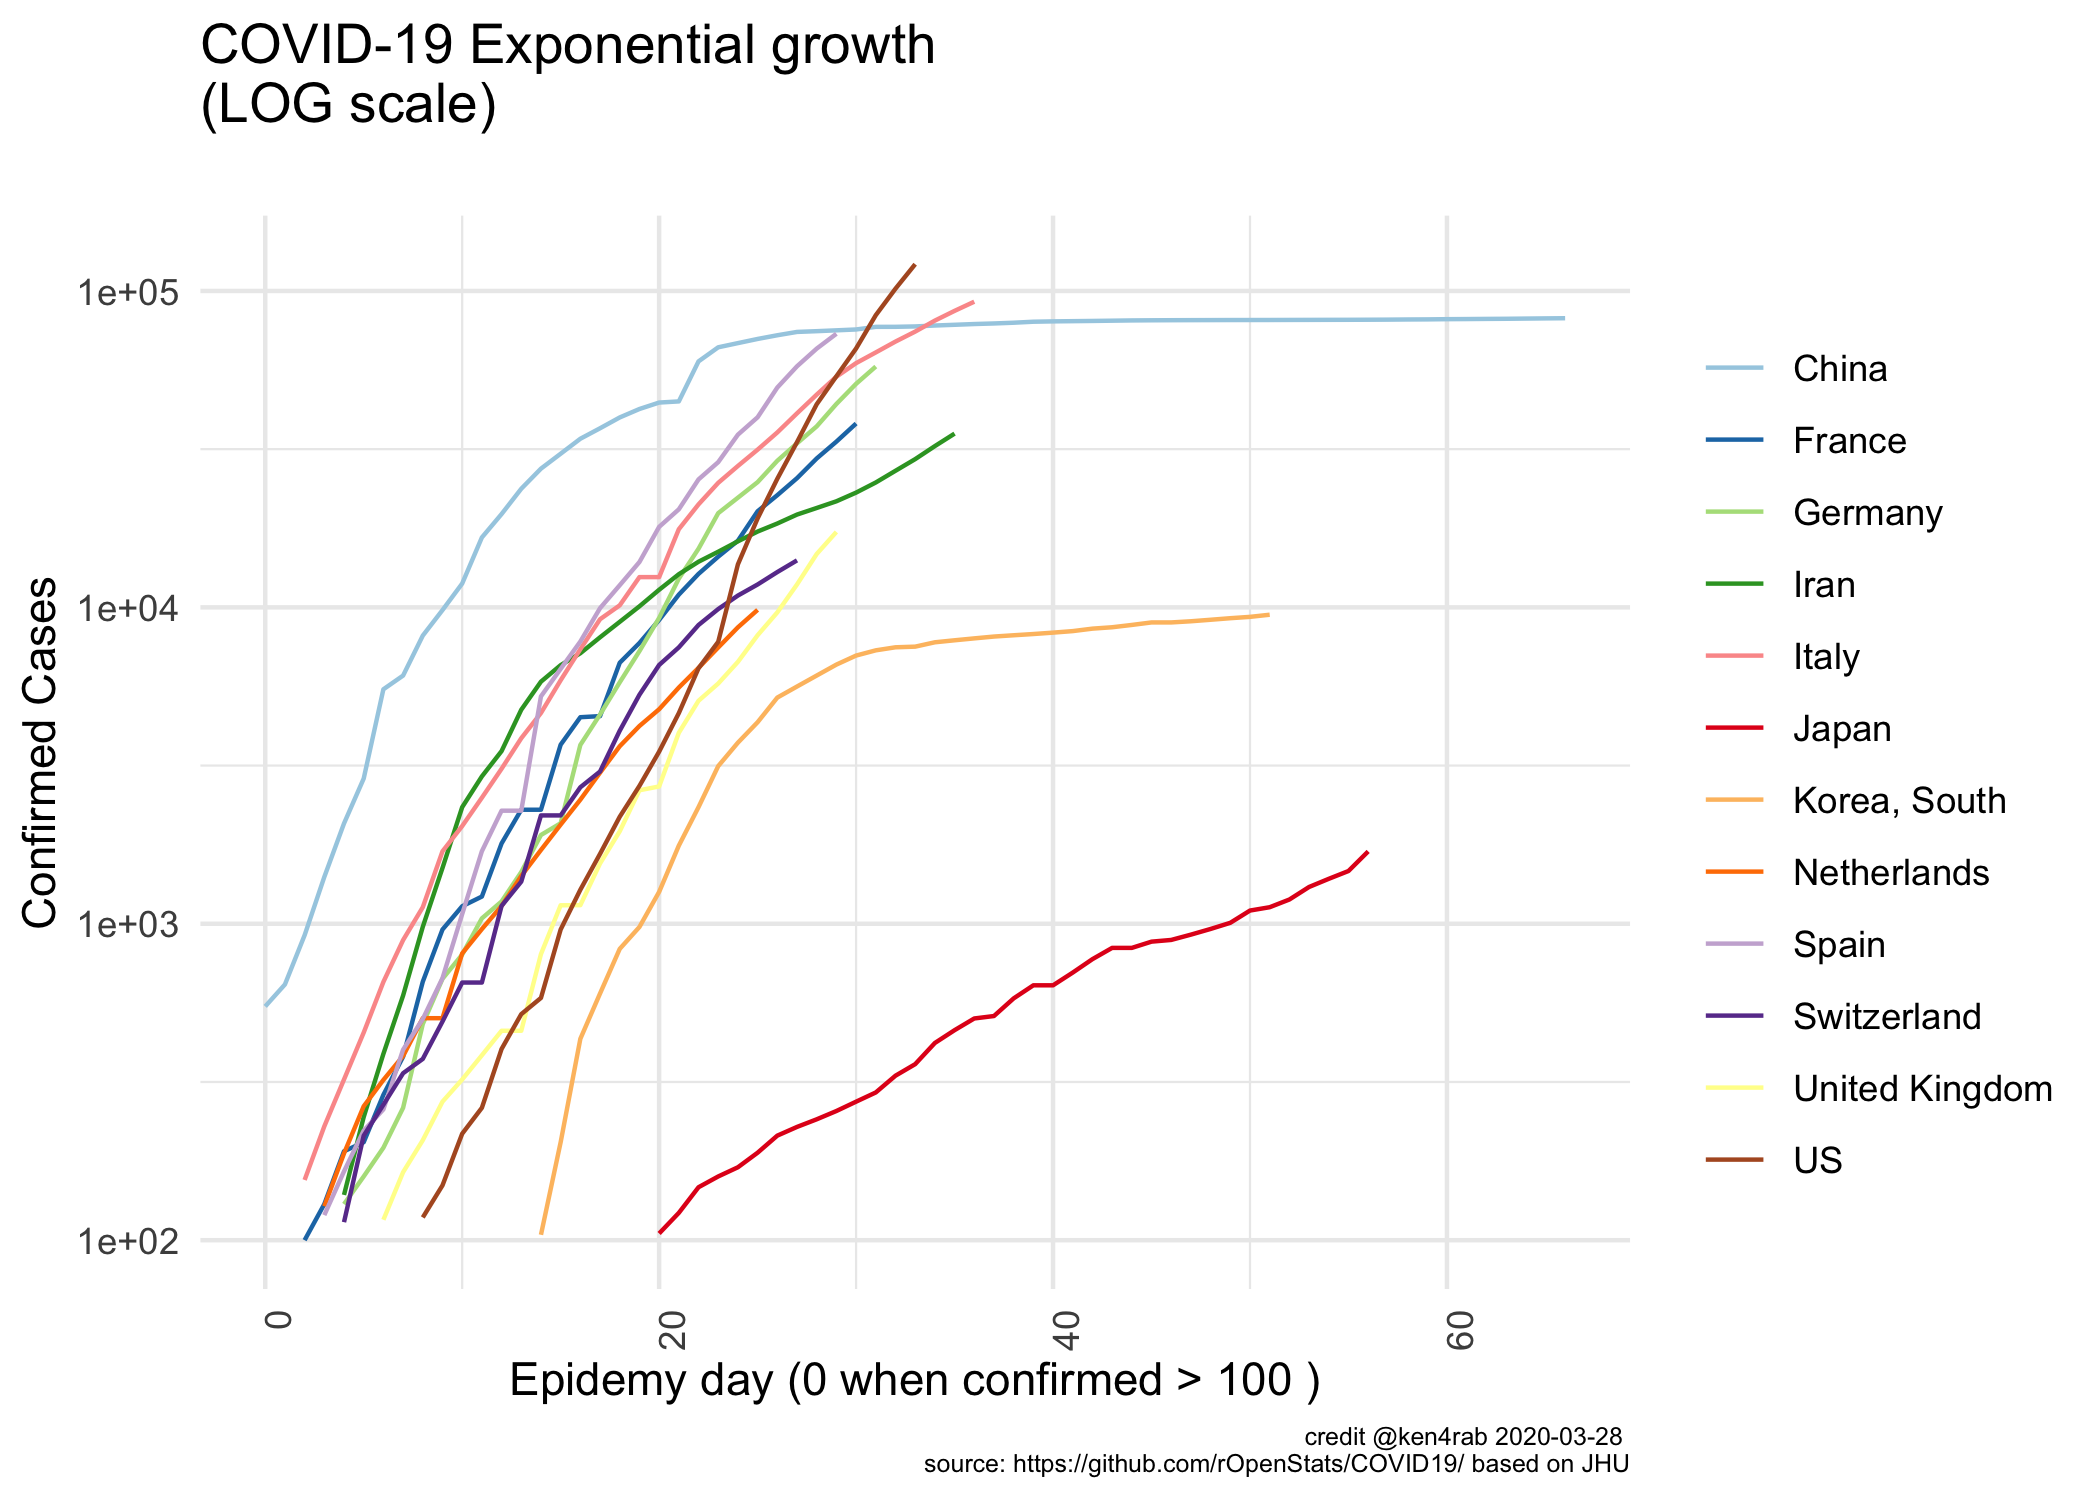 COVID-19 Exponential growth
(LOG scale)
1e+05
1e+04
1e+03
1e+02
Confirmed Cases
0
20
40
60
Epidemy day (0 when confirmed > 100 )
China
France
Germany
Iran
Italy
Japan
Korea, South
Netherlands
Spain
Switzerland
United Kingdom
US
credit @ken4rab 2020-03-28
source: https://github.com/rOpenStats/COVID19/ based on JHU